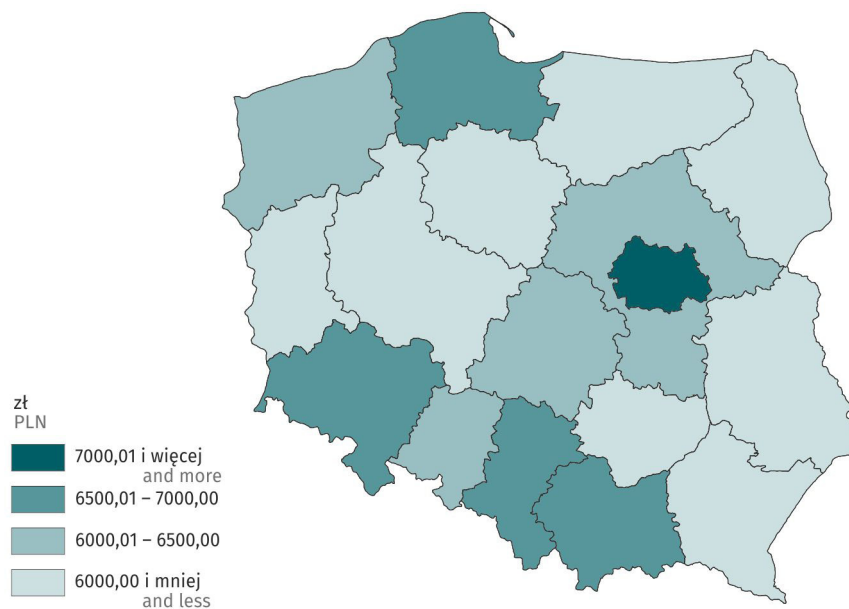 zł
PLN
7000,01 i więcej
and more
6500,01 – 7000,00
6000,01 – 6500,00
6000,00 i mniej
and less